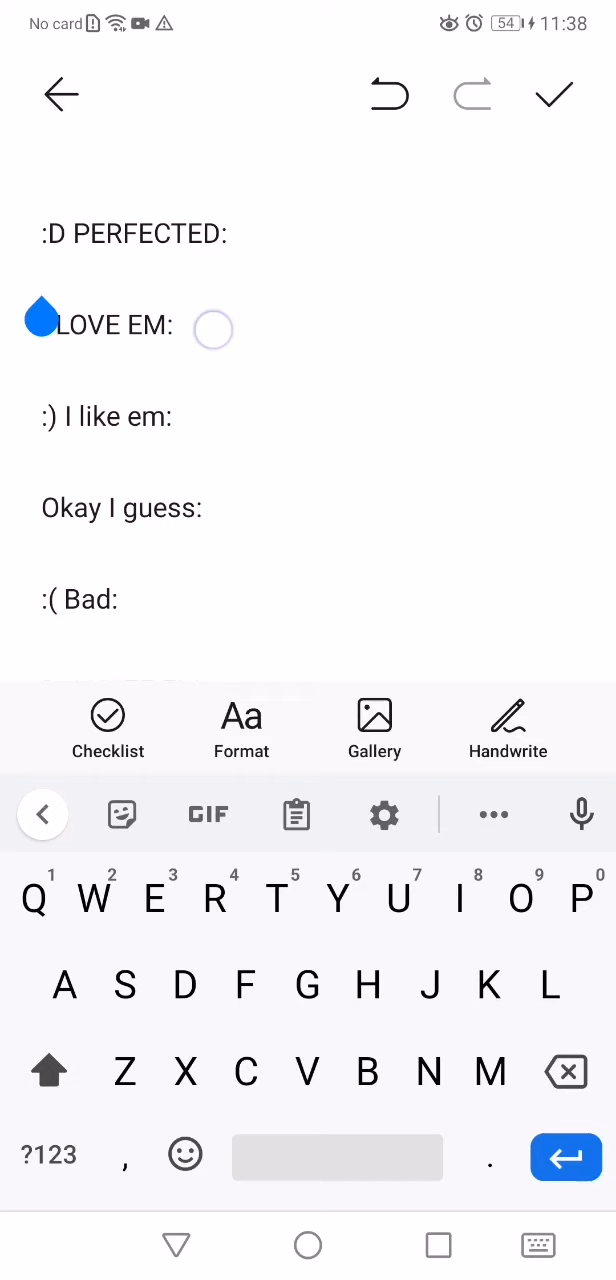 No card 54 11:38
:D PERFECTED:
LOVE EM:
:) I like em:
Okay I guess:
:( Bad:
Checklist Format Gallery Handwrite
Aa
GIF
1 2 3 4 5 6 7 8 9 0
Q W E R T Y U I O P
A S D F G H J K L
Z X C V B N M
?123 , .